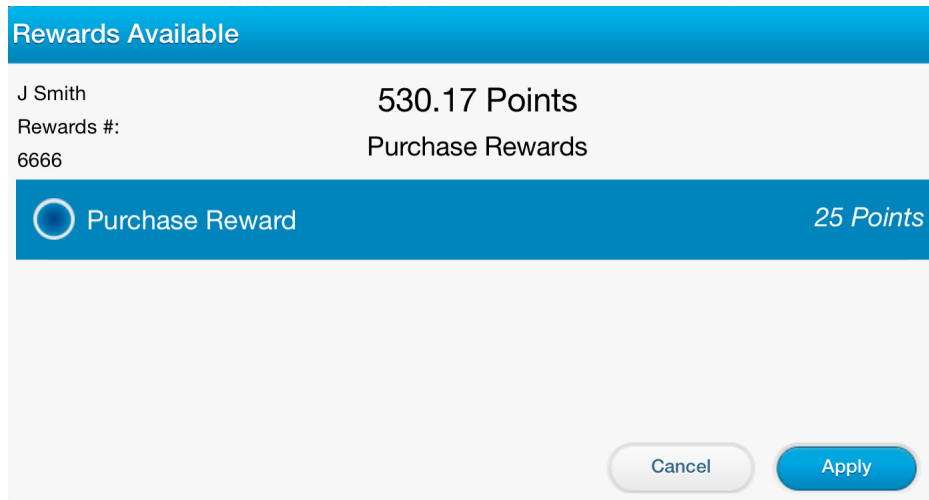 Rewards Available
J Smith
Rewards #:
6666
530.17 Points
Purchase Rewards
Purchase Reward
25 Points
Cancel
Apply